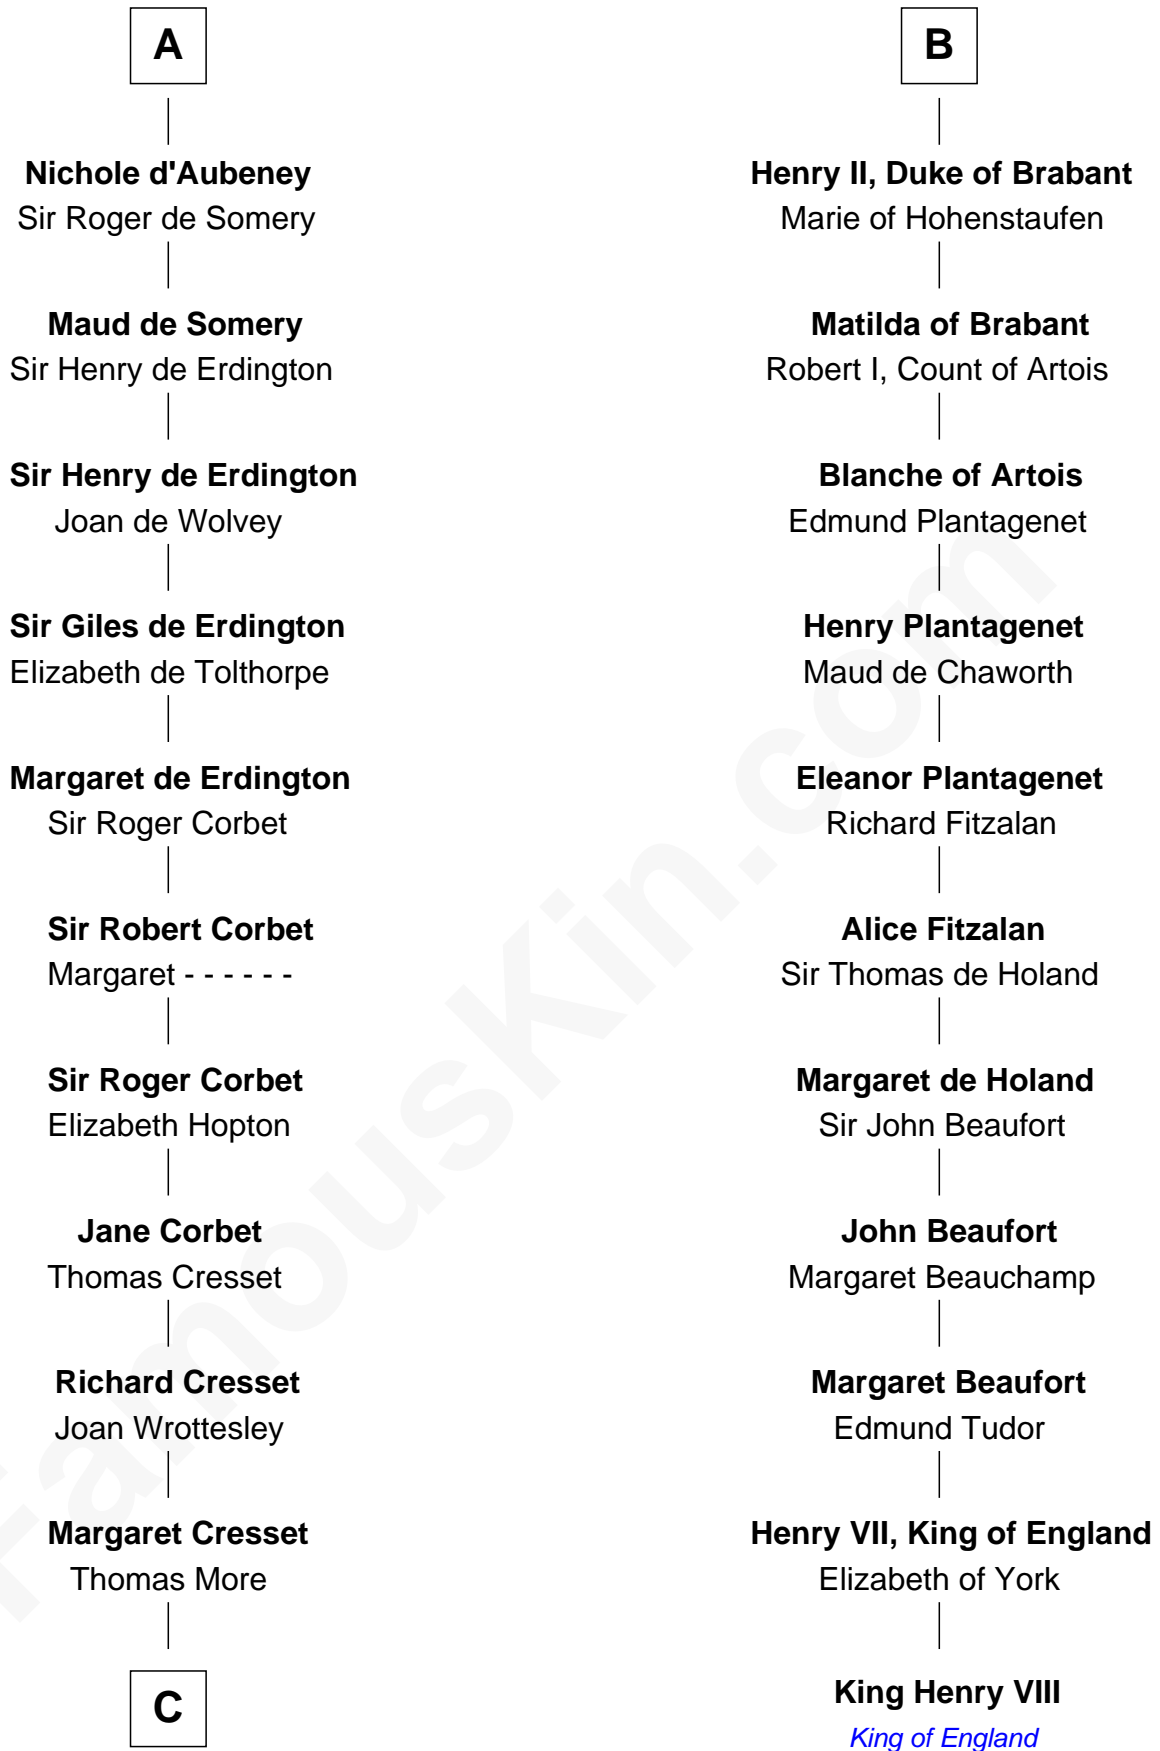 A
Nichole d'Aubeney
Sir Roger de Somery
Maud de Somery
Sir Henry de Erdington
Sir Henry de Erdington
Joan de Wolvey
Sir Giles de Erdington
Elizabeth de Tolthorpe
Margaret de Erdington
Sir Roger Corbet
Sir Robert Corbet
Margaret - - - - - -
Sir Roger Corbet
Elizabeth Hopton
Jane Corbet
Thomas Cresset
Richard Cresset
Joan Wrottesley
Margaret Cresset
Thomas More
C
B
Henry II, Duke of Brabant
Marie of Hohenstaufen
Matilda of Brabant
Robert I, Count of Artois
Blanche of Artois
Edmund Plantagenet
Henry Plantagenet
Maud de Chaworth
Eleanor Plantagenet
Richard Fitzalan
Alice Fitzalan
Sir Thomas de Holand
Margaret de Holand
Sir John Beaufort
John Beaufort
Margaret Beauchamp
Margaret Beaufort
Edmund Tudor
Henry VII, King of England
Elizabeth of York
King Henry VIII
King of England
FamousKin.com